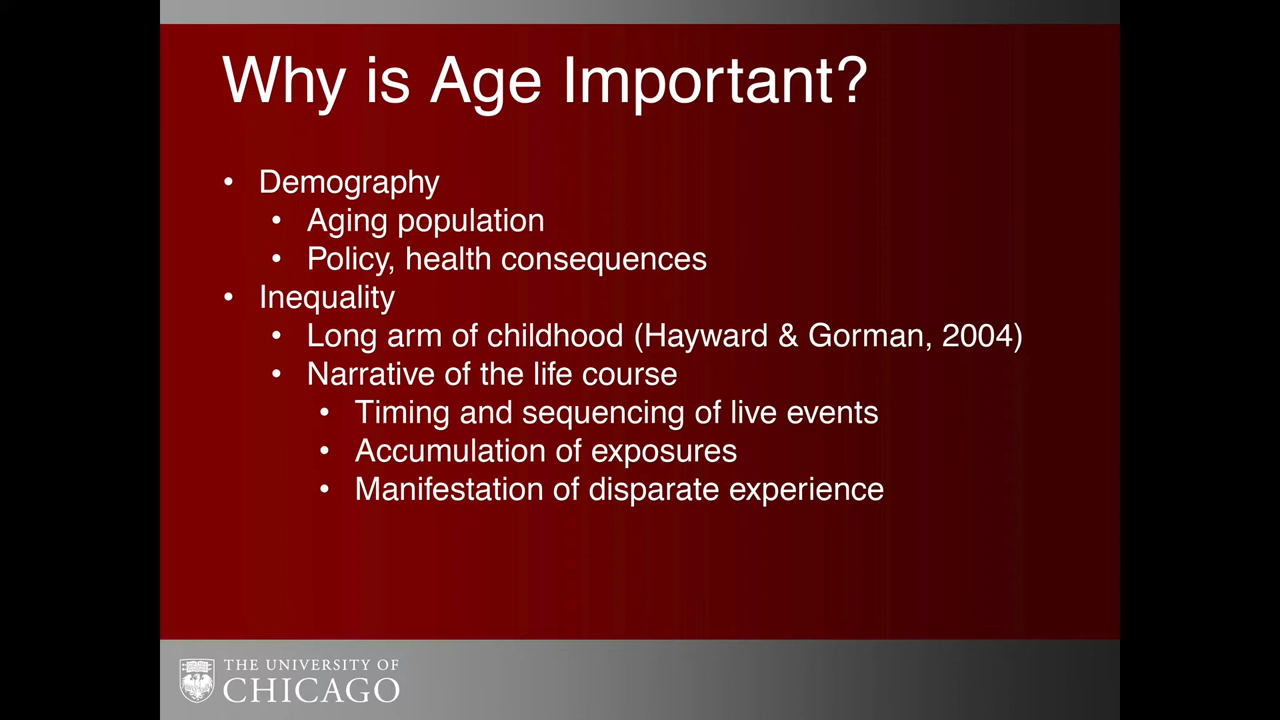 Why is Age Important?
• Demography
• Aging population
• Policy, health consequences
• Inequality
• Long arm of childhood (Hayward & Gorman, 2004)
• Narrative of the life course
• Timing and sequencing of live events
• Accumulation of exposures
• Manifestation of disparate experience
THE UNIVERSITY OF
CHICAGO